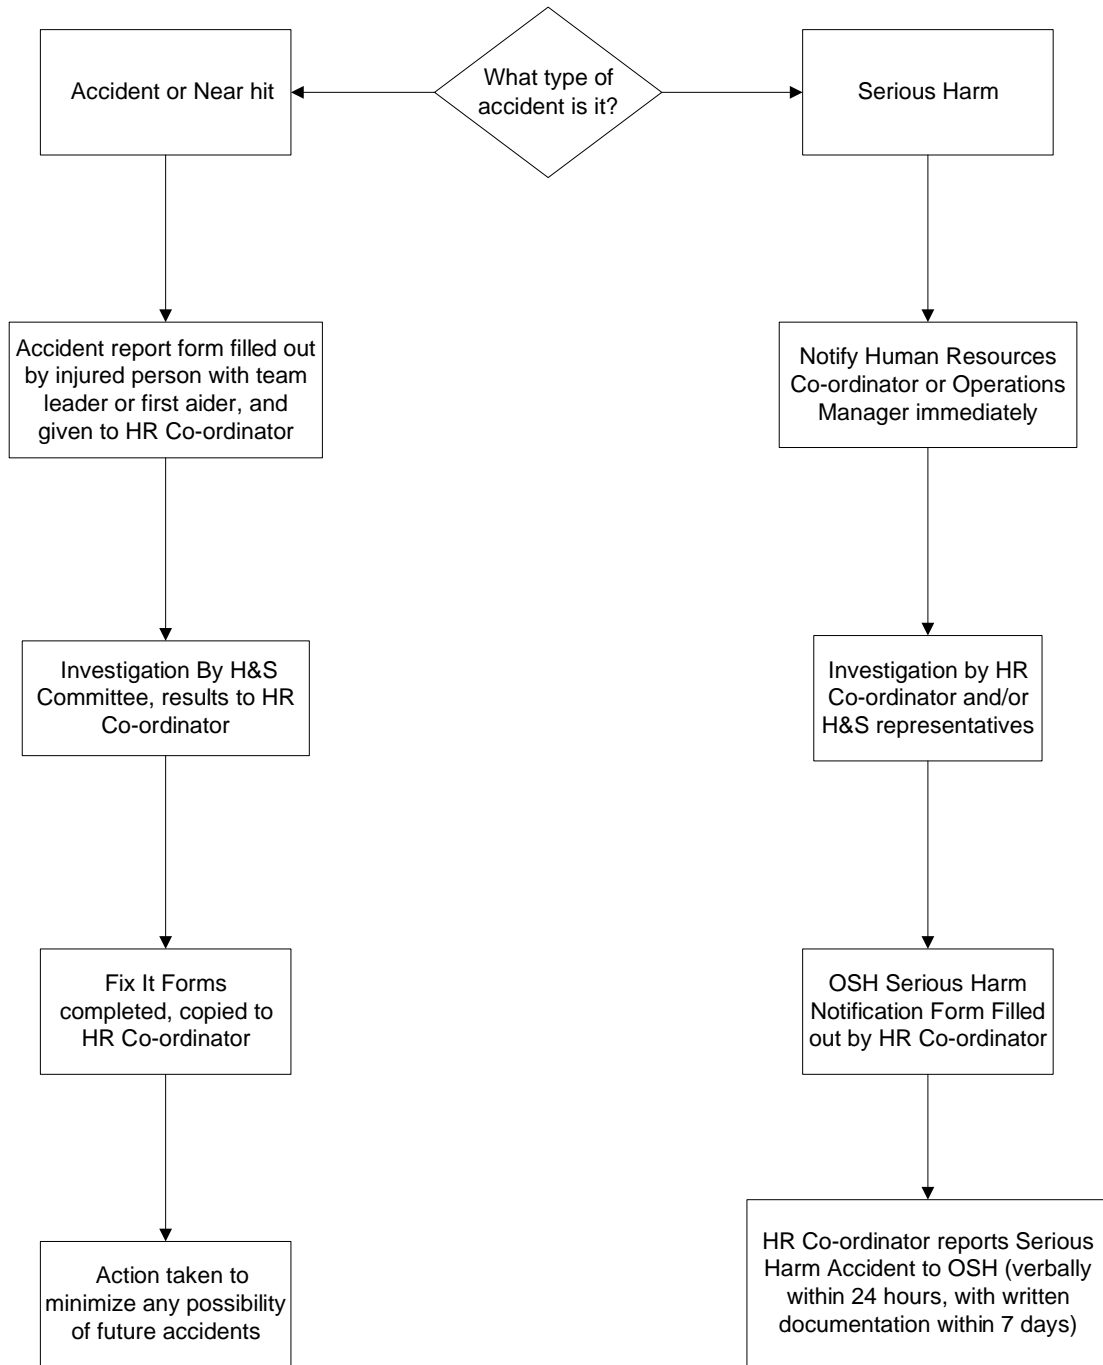 What type of
accident is it?
Accident or Near hit
Serious Harm
Accident report form filled out
by injured person with team
leader or first aider, and
given to HR Co-ordinator
Notify Human Resources
Co-ordinator or Operations
Manager immediately
Investigation By H&S
Committee, results to HR
Co-ordinator
Investigation by HR
Co-ordinator and/or
H&S representatives
Fix It Forms
completed, copied to
HR Co-ordinator
OSH Serious Harm
Notification Form Filled
out by HR Co-ordinator
Action taken to
minimize any possibility
of future accidents
HR Co-ordinator reports Serious
Harm Accident to OSH (verbally
within 24 hours, with written
documentation within 7 days)